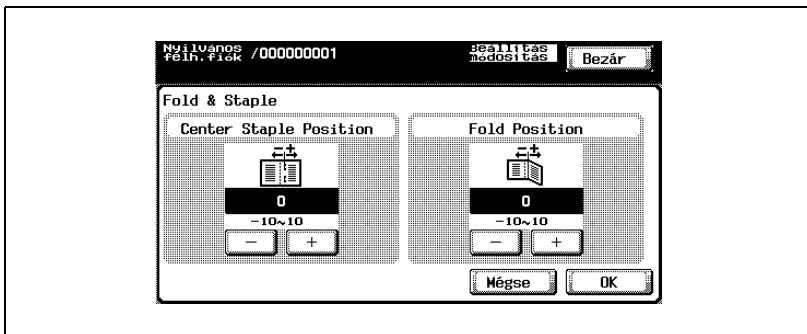 Nyilvános
félh.fiók /000000001
Beállítás
módosítás
Bezár
Fold & Staple
Center Staple Position
Fold Position
- +
- +
0
0
-10~10
-10~10
- +
- +
Mégse
OK